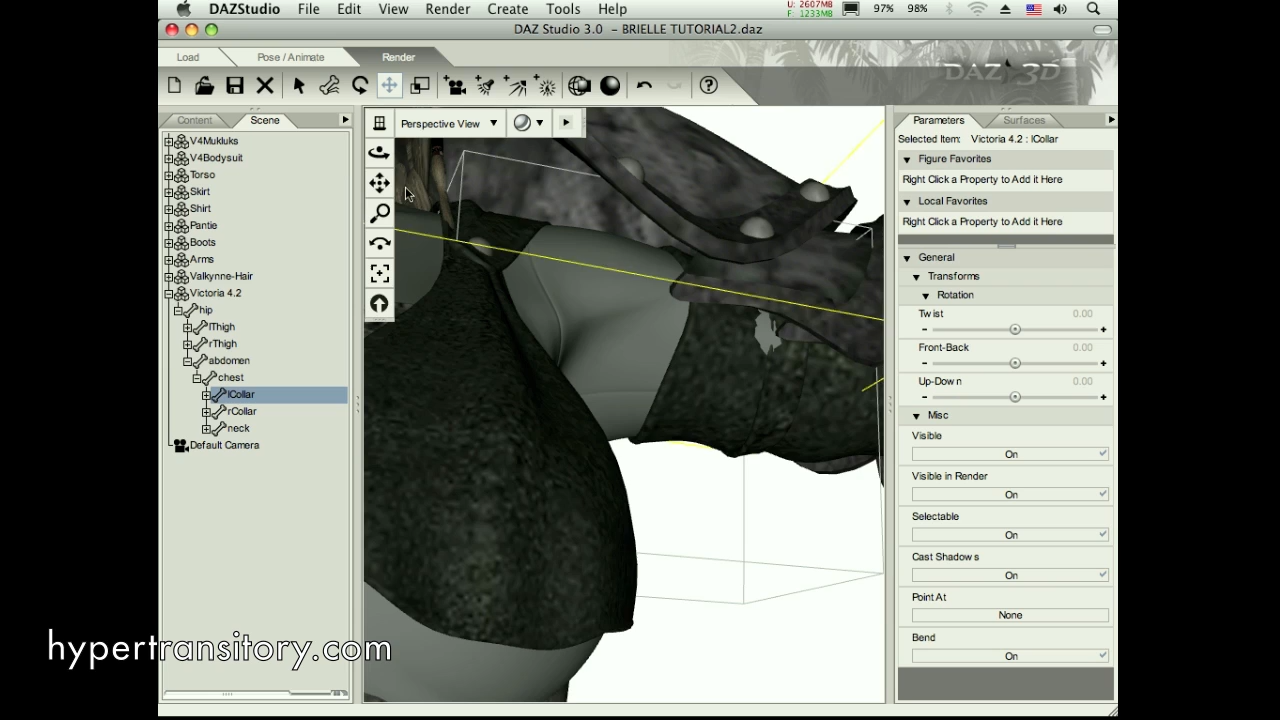 DAZStudio File Edit View Render Create Tools Window Help U: 2607MB F: 1233MB 97% 98%
DAZ Studio 3.0 - BRIELLE TUTORIAL2.daz
Load Pose / Animate Render
DAZ 3D
Content Scene
Perspective View
Parameters Surfaces
V4Mukluks
V4Bodysuit
Torso
Skirt
Shirt
Pantie
Boots
Arms
Valkynne-Hair
Victoria 4.2
hip
lThigh
rThigh
abdomen
chest
lCollar
rCollar
neck
Default Camera
Selected Item: Victoria 4.2 : lCollar
Figure Favorites
Right Click a Property to Add it Here
Local Favorites
Right Click a Property to Add it Here
General
Transforms
Rotation
Twist 0.00
- +
Front-Back 0.00
- +
Up-Down 0.00
- +
Misc
Visible
On
Visible in Render
On
Selectable
On
Cast Shadows
On
Point At
None
Bend
On
hypertransitory.com